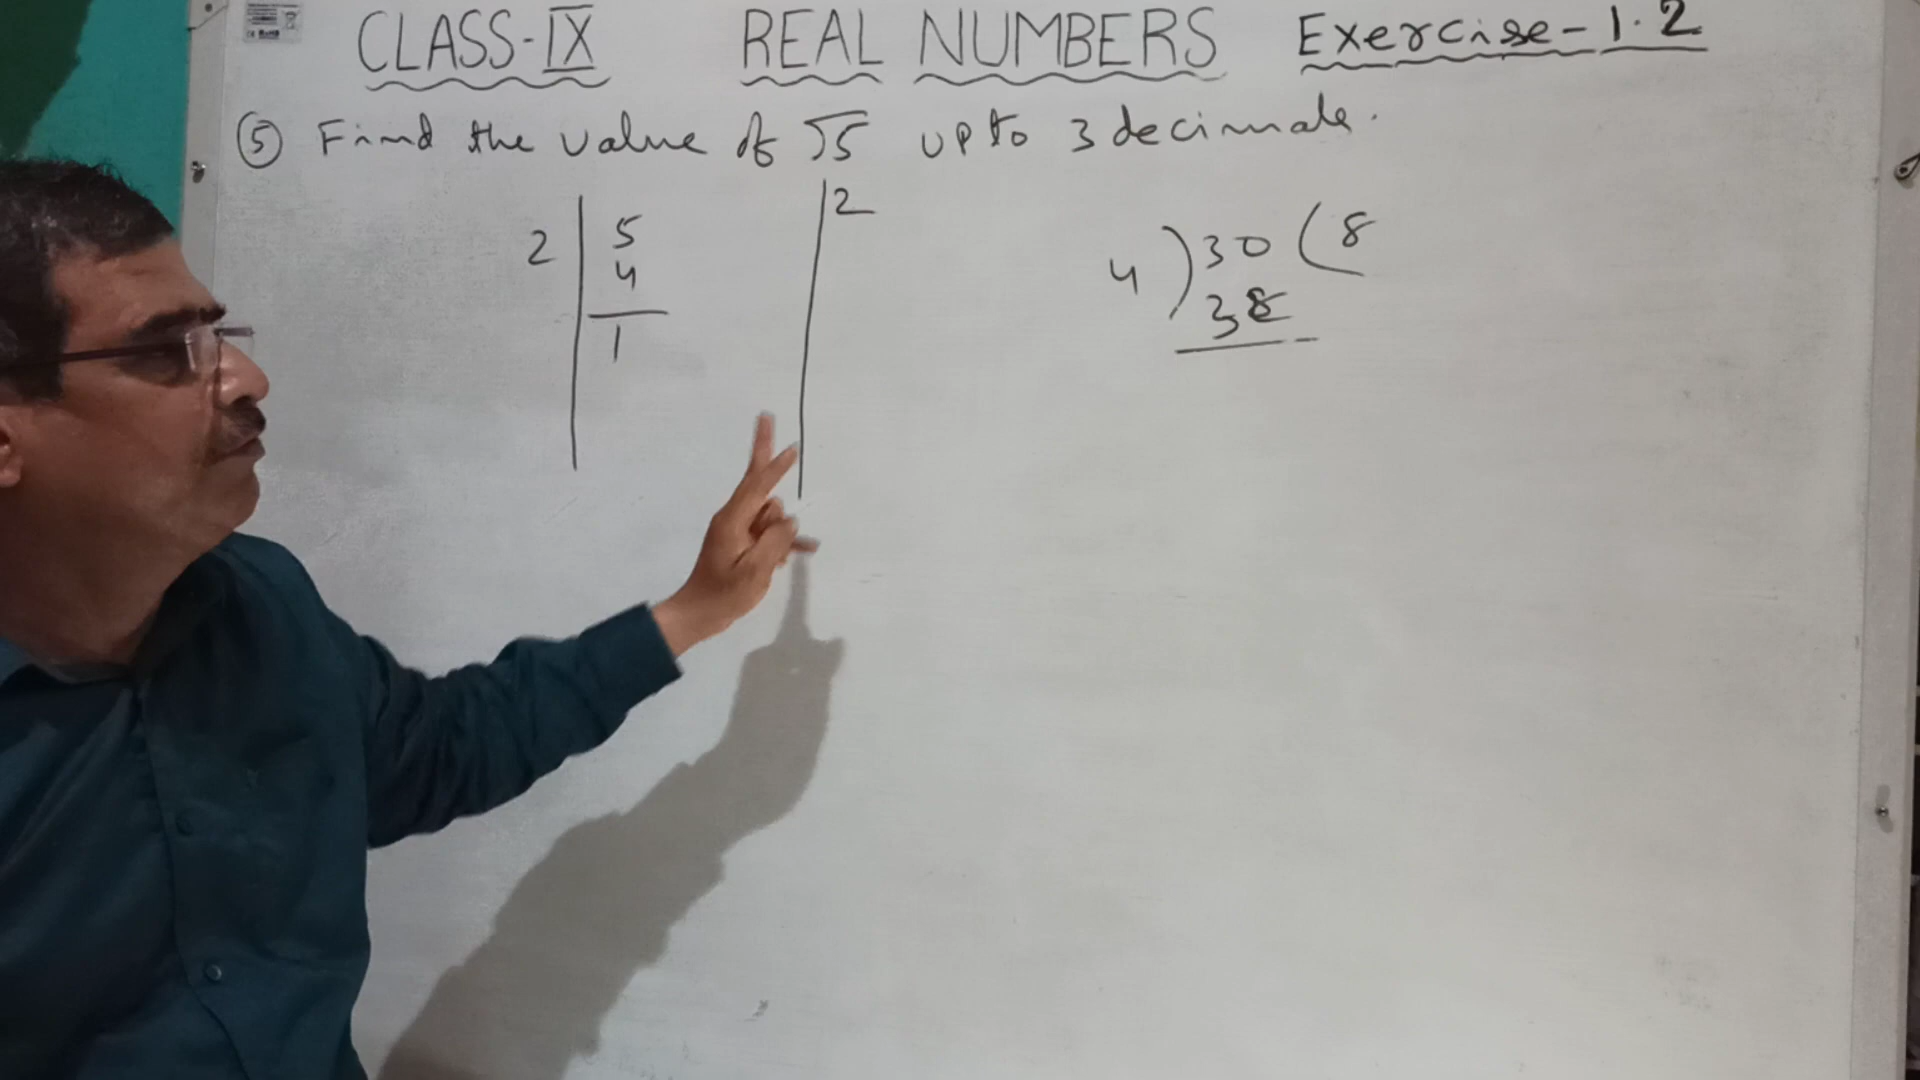 CLASS-IX REAL NUMBERS Exercise-1.2
⑤ Find the value of √5 upto 3 decimals.
2 | 5 | 2
4
1
4 ) 30 ( 8
38